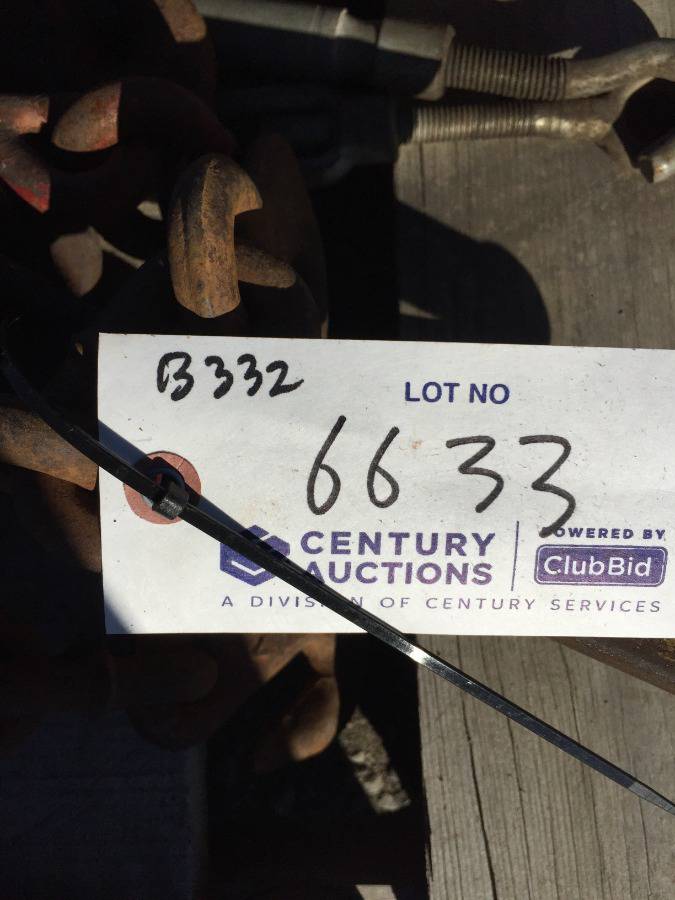 B332
LOT NO
6633
CENTURY AUCTIONS
POWERED BY
ClubBid
A DIVISION OF CENTURY SERVICES